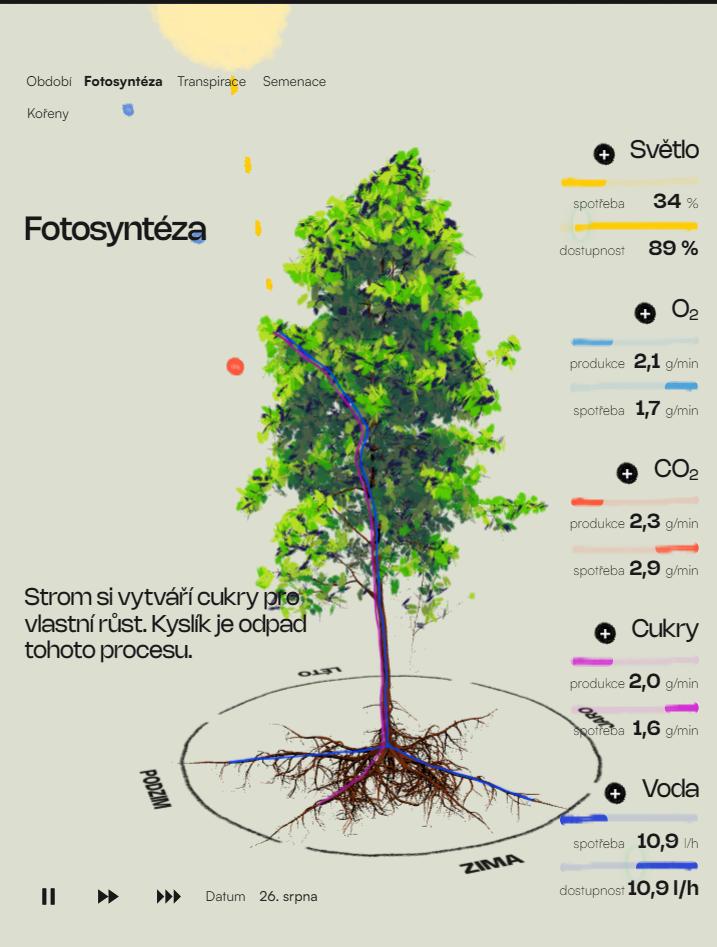 Období Fotosyntéza Transpirace Semenace
Kořeny
Fotosyntéza
Strom si vytváří cukry pro
vlastní růst. Kyslík je odpad
tohoto procesu.
Světlo
spotřeba 34 %
dostupnost 89 %
O₂
produkce 2,1 g/min
spotřeba 1,7 g/min
CO₂
produkce 2,3 g/min
spotřeba 2,9 g/min
Cukry
produkce 2,0 g/min
spotřeba 1,6 g/min
Voda
spotřeba 10,9 l/h
dostupnost 10,9 l/h
LÉTO
JARO
PODZIM
ZIMA
Datum 26. srpna